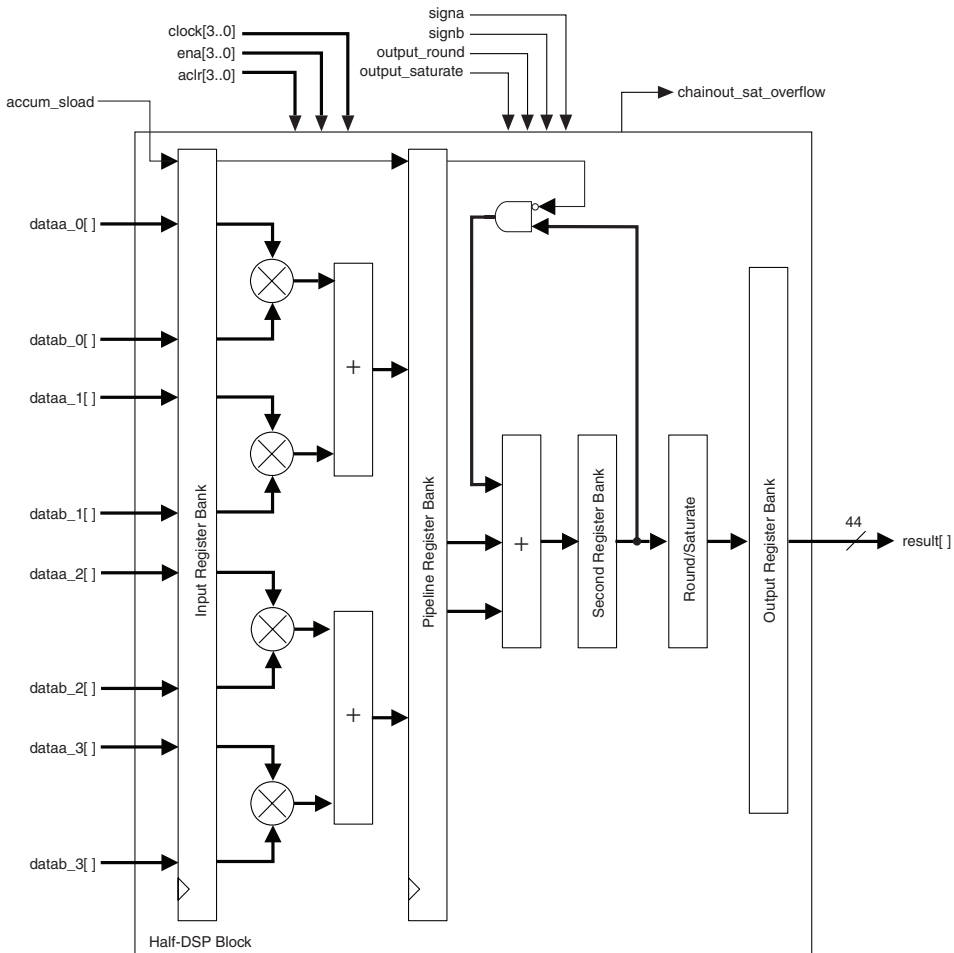 signa
clock[3..0]
signb
ena[3..0]
output_round
aclr[3..0]
output_saturate
chainout_sat_overflow
accum_sload
dataa_0[ ]
datab_0[ ]
+
dataa_1[ ]
datab_1[ ]
Input Register Bank
Pipeline Register Bank
+
Second Register Bank
Round/Saturate
Output Register Bank
44
result[ ]
dataa_2[ ]
datab_2[ ]
+
dataa_3[ ]
datab_3[ ]
Half-DSP Block